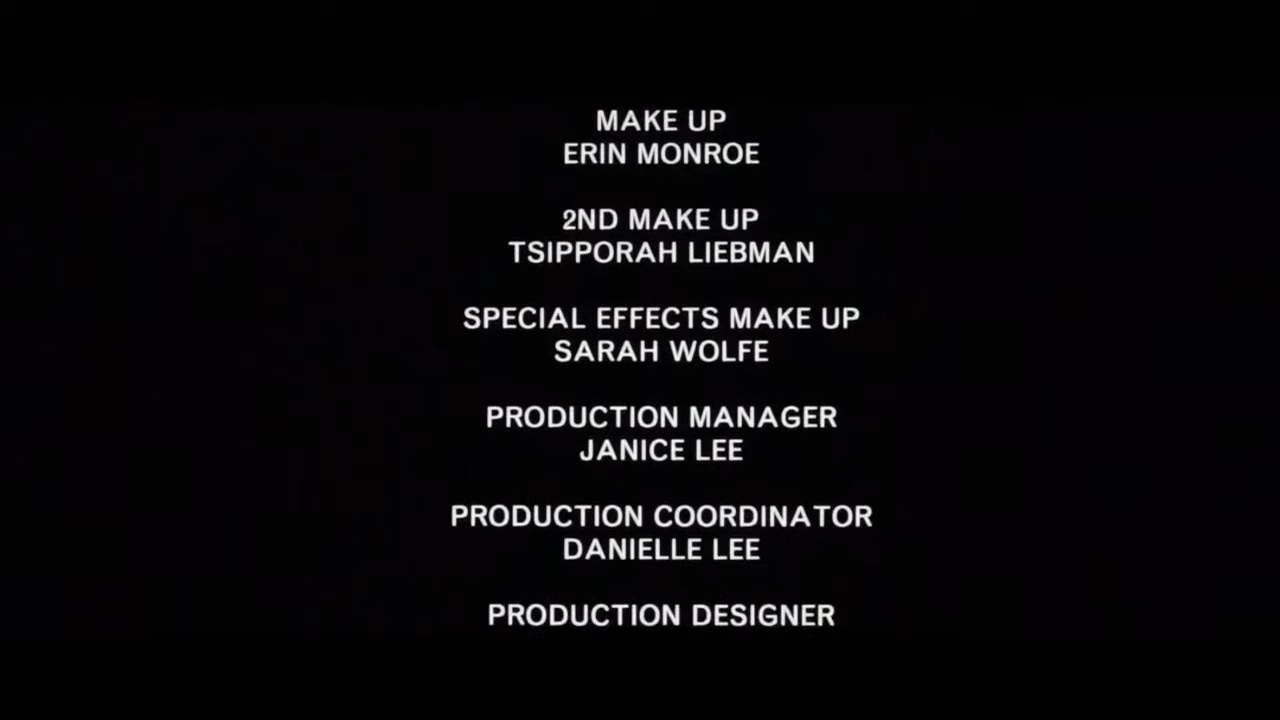 MAKE UP
ERIN MONROE
2ND MAKE UP
TSIPPORAH LIEBMAN
SPECIAL EFFECTS MAKE UP
SARAH WOLFE
PRODUCTION MANAGER
JANICE LEE
PRODUCTION COORDINATOR
DANIELLE LEE
PRODUCTION DESIGNER